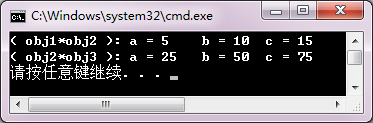 C:\Windows\system32\cmd.exe
( obj1*obj2 ): a = 5    b = 10  c = 15
( obj2*obj3 ): a = 25   b = 50  c = 75
请按任意键继续. . .